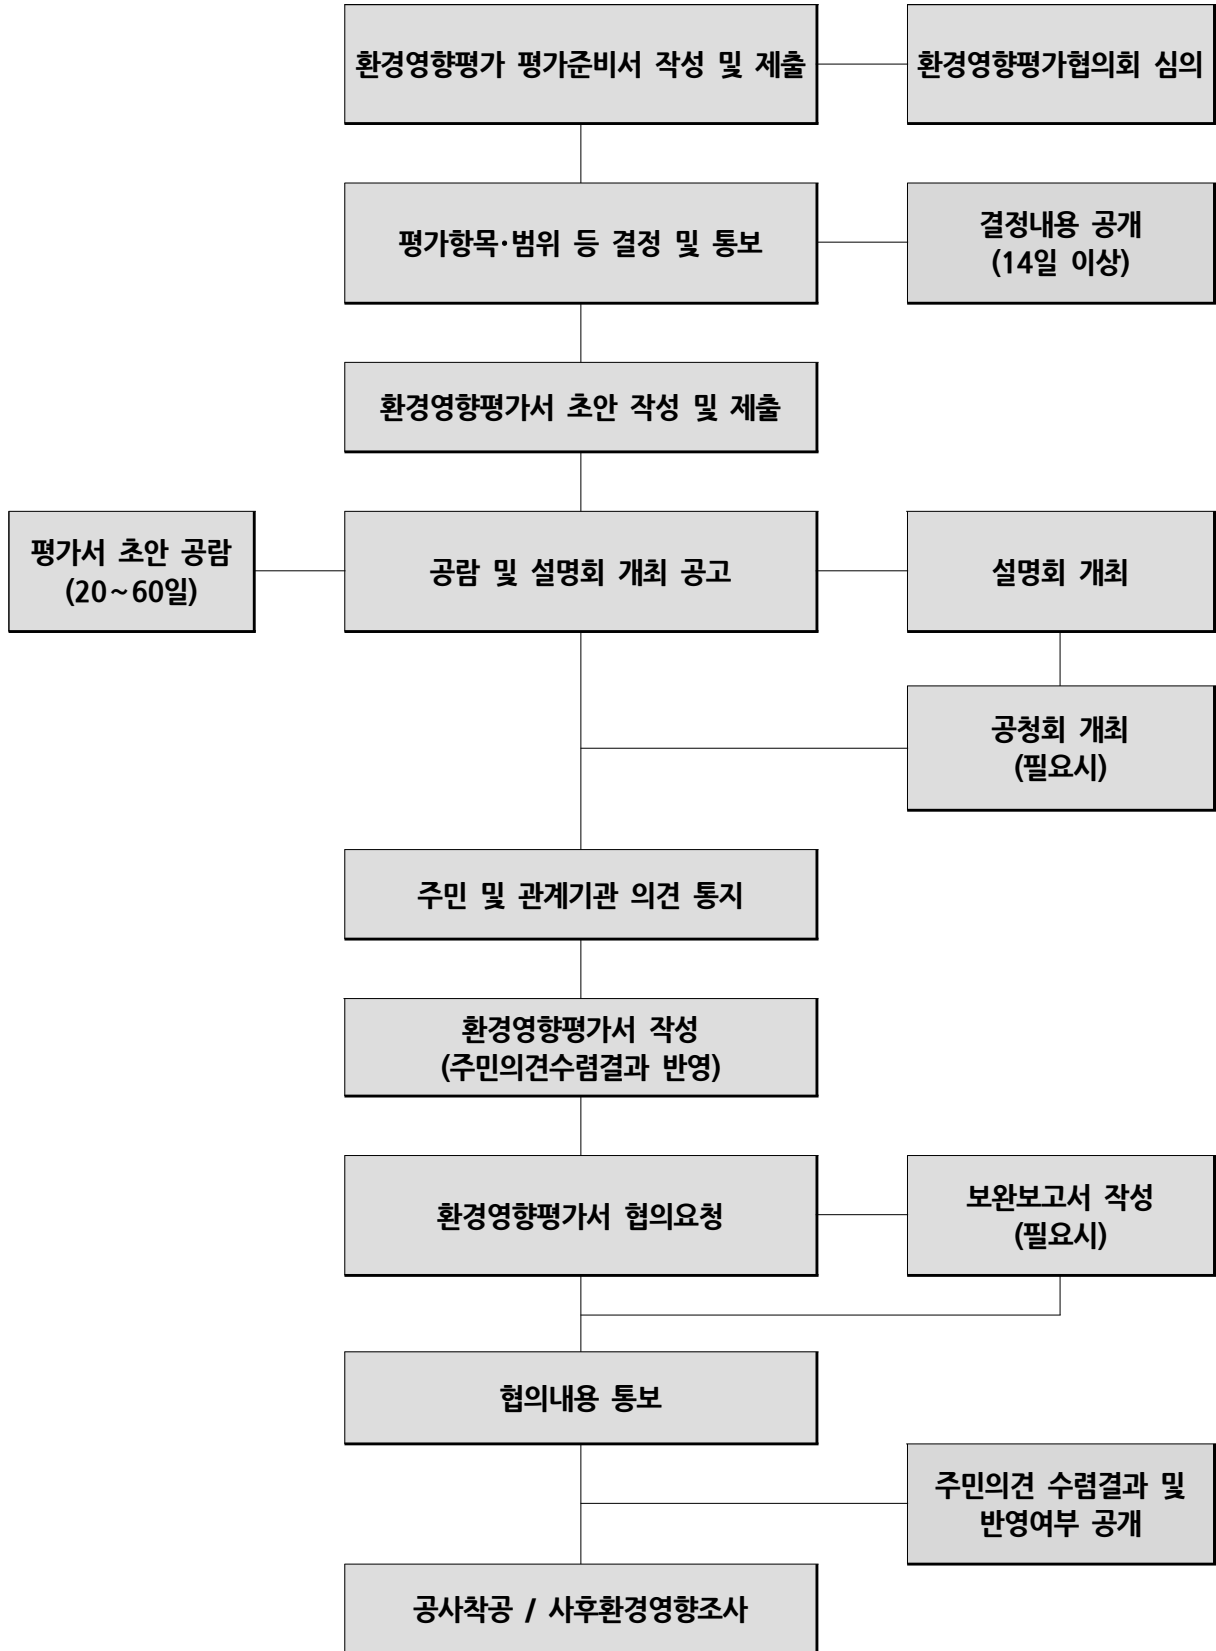 환경영향평가 평가준비서 작성 및 제출
환경영향평가협의회 심의
평가항목·범위 등 결정 및 통보
결정내용 공개
(14일 이상)
환경영향평가서 초안 작성 및 제출
평가서 초안 공람
(20~60일)
공람 및 설명회 개최 공고
설명회 개최
공청회 개최
(필요시)
주민 및 관계기관 의견 통지
환경영향평가서 작성
(주민의견수렴결과 반영)
환경영향평가서 협의요청
보완보고서 작성
(필요시)
협의내용 통보
주민의견 수렴결과 및
반영여부 공개
공사착공 / 사후환경영향조사